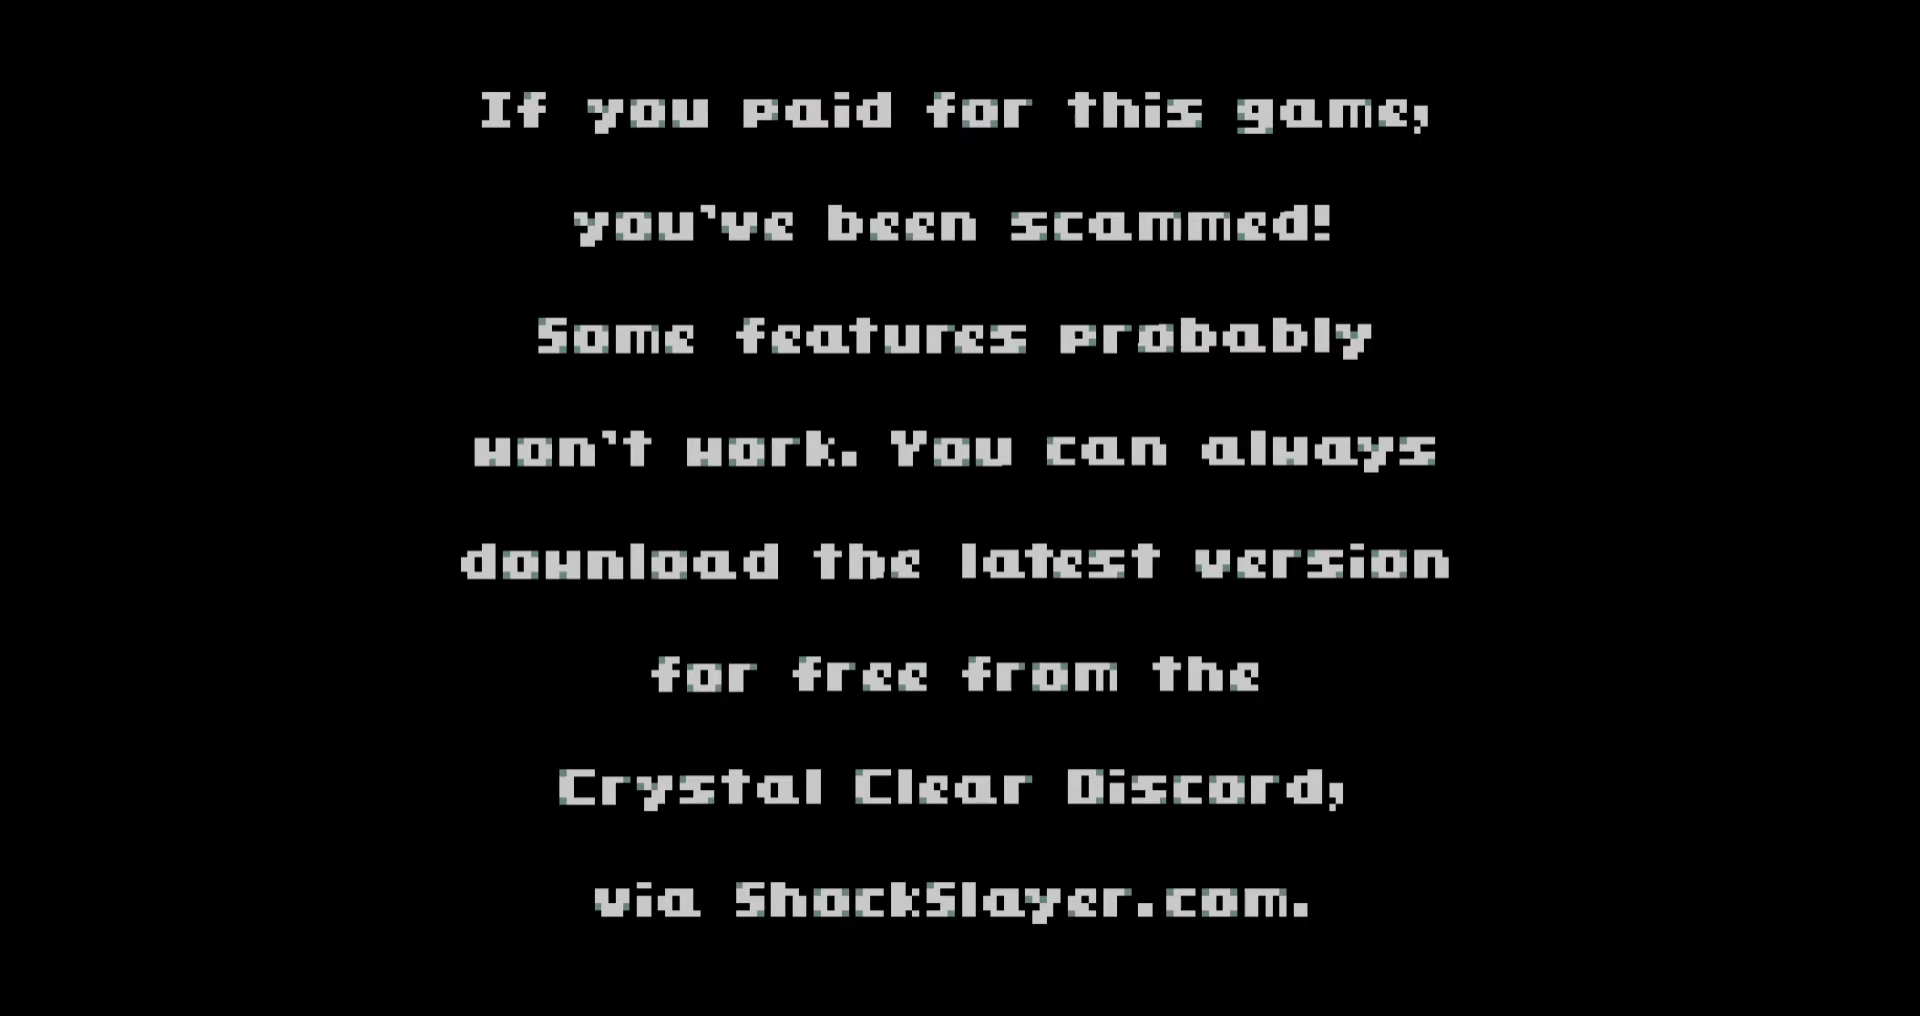 If you paid for this game,
you've been scammed!
Some features probably
won't work. You can always
download the latest version
for free from the
Crystal Clear Discord,
via ShockSlayer.com.